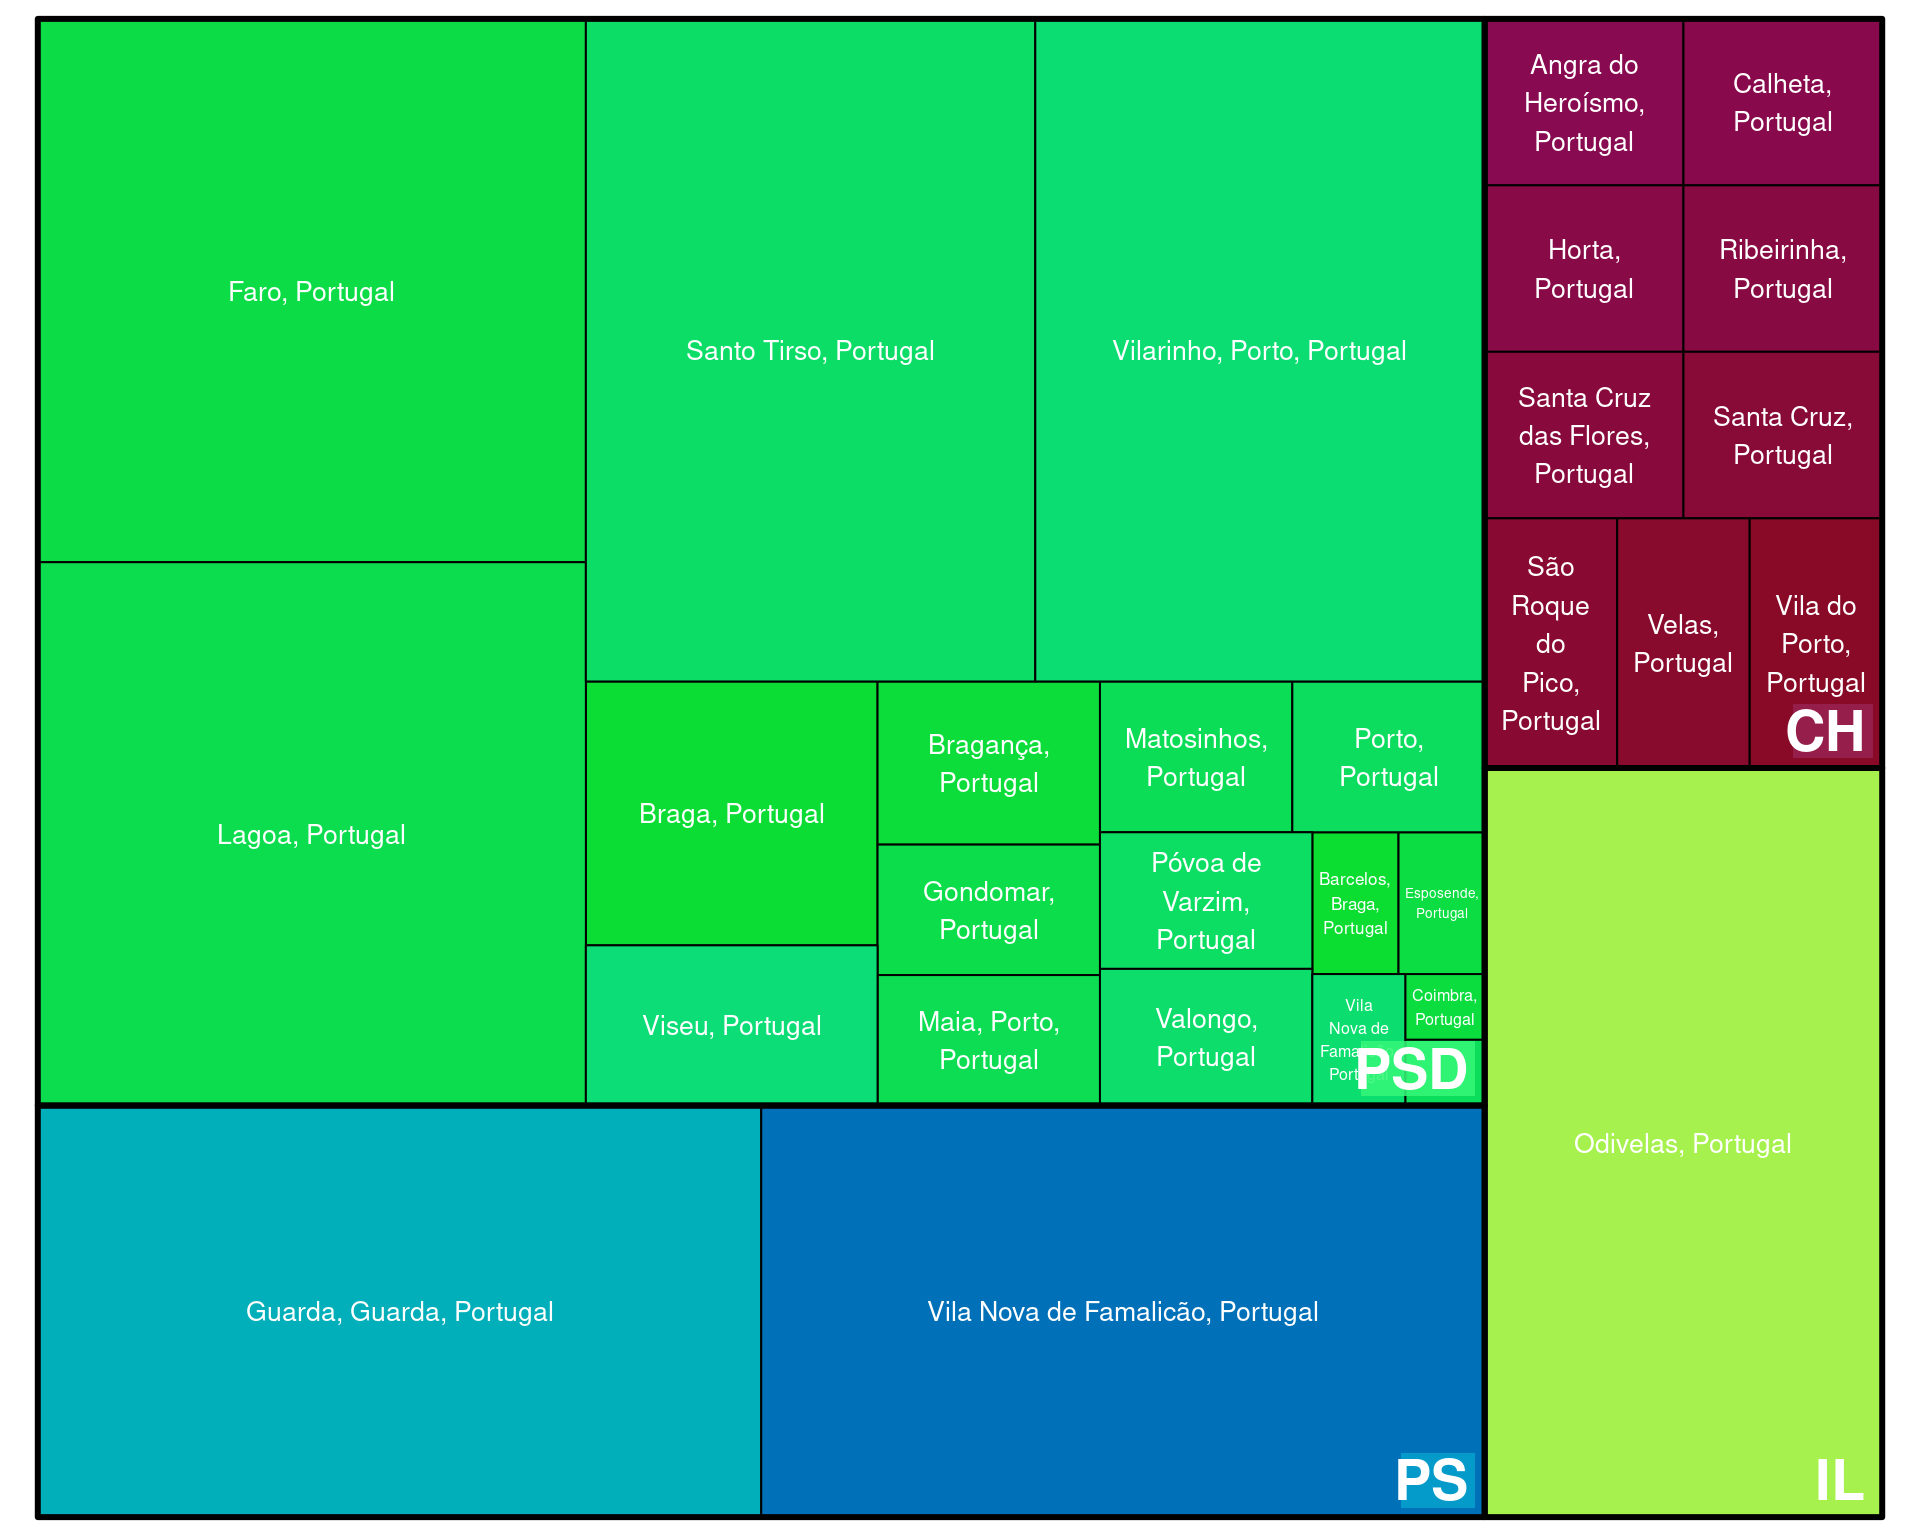 Faro, Portugal
Lagoa, Portugal
Santo Tirso, Portugal
Vilarinho, Porto, Portugal
Braga, Portugal
Viseu, Portugal
Bragança,
Portugal
Gondomar,
Portugal
Maia, Porto,
Portugal
Matosinhos,
Portugal
Porto,
Portugal
Póvoa de
Varzim,
Portugal
Valongo,
Portugal
Barcelos,
Braga,
Portugal
Esposende,
Portugal
Vila
Nova de
Coimbra,
Portugal
PSD
Guarda, Guarda, Portugal
Vila Nova de Famalicão, Portugal
PS
Angra do
Heroísmo,
Portugal
Calheta,
Portugal
Horta,
Portugal
Ribeirinha,
Portugal
Santa Cruz
das Flores,
Portugal
Santa Cruz,
Portugal
São
Roque
do
Pico,
Portugal
Velas,
Portugal
Vila do
Porto,
Portugal
CH
Odivelas, Portugal
IL